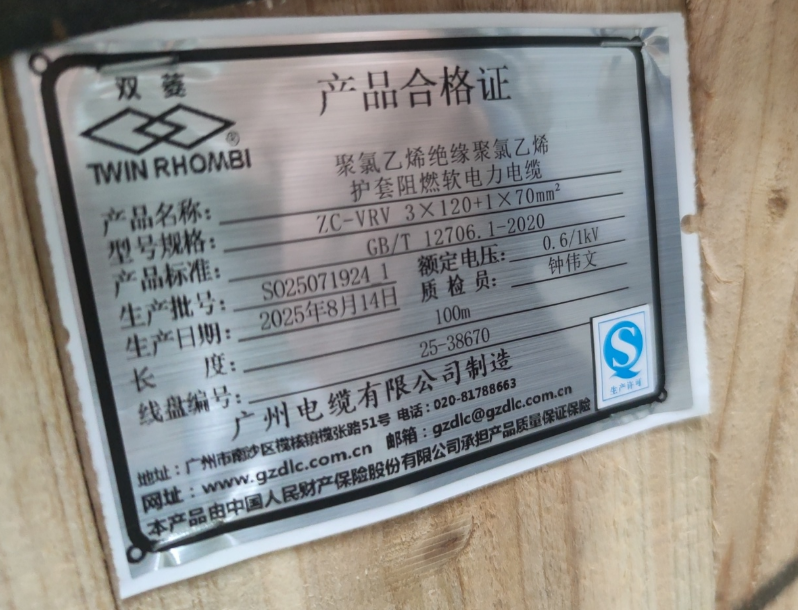 双菱
TWIN RHOMBI®
产品合格证
产品名称：聚氯乙烯绝缘聚氯乙烯
护套阻燃软电力电缆
型号规格：ZC-VRV 3×120+1×70mm²
产品标准：GB/T 12706.1-2020
生产批号：SO25071924_1 额定电压：0.6/1kV
生产日期：2025年8月14日 质检员：钟伟文
长度：100m
线盘编号：25-38670
广州电缆有限公司制造
地址：广州市南沙区榄核镇榄张路51号 电话：020-81788663
网址：www.gzdlc.com.cn 邮箱：gzdlc@gzdlc.com.cn
本产品由中国人民财产保险股份有限公司承担产品质量保证保险
QS
生产许可